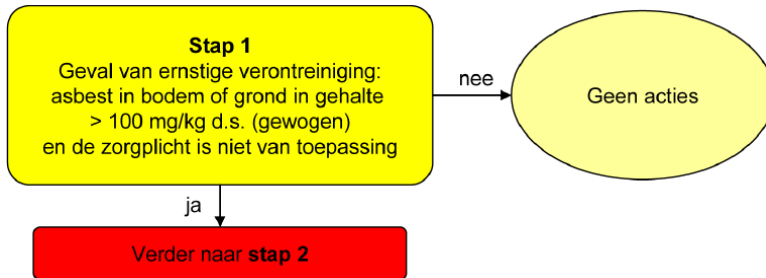 Stap 1
Geval van ernstige verontreiniging:
asbest in bodem of grond in gehalte
> 100 mg/kg d.s. (gewogen)
en de zorgplicht is niet van toepassing
nee
Geen acties
ja
Verder naar stap 2